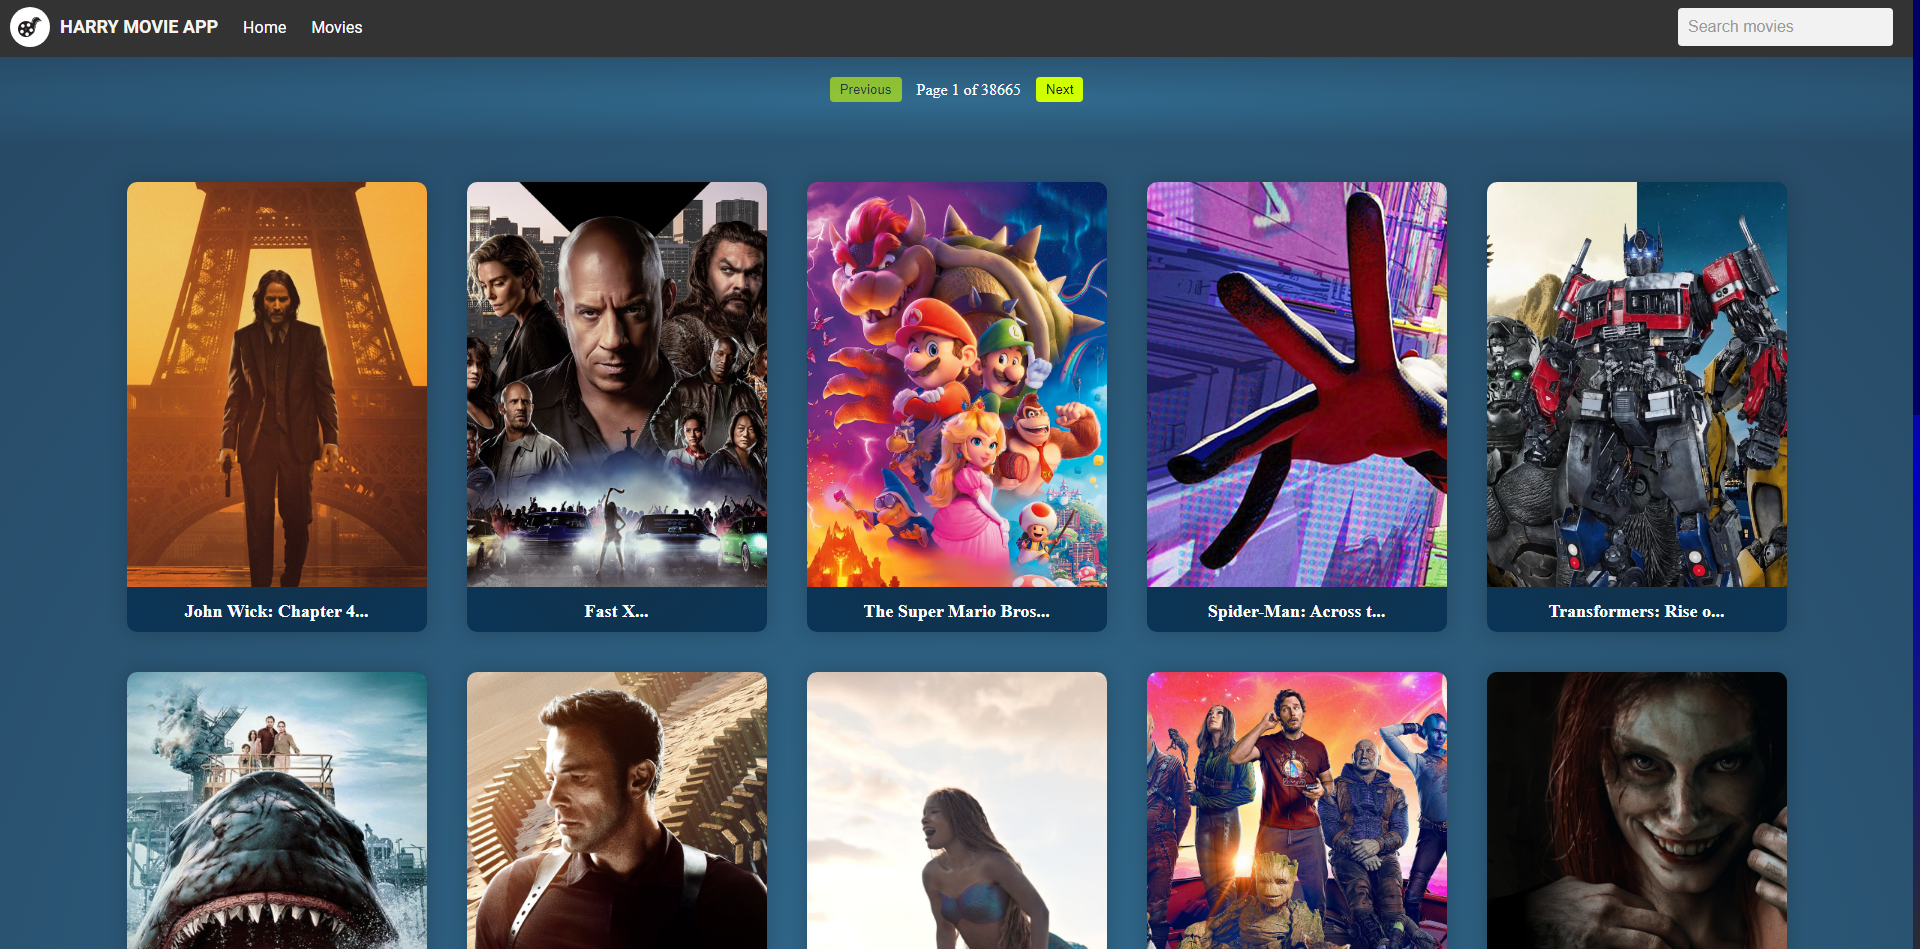 HARRY MOVIE APP
Home
Movies
Search movies
Previous
Page 1 of 38665
Next
John Wick: Chapter 4...
Fast X...
The Super Mario Bros...
Spider-Man: Across t...
Transformers: Rise o...